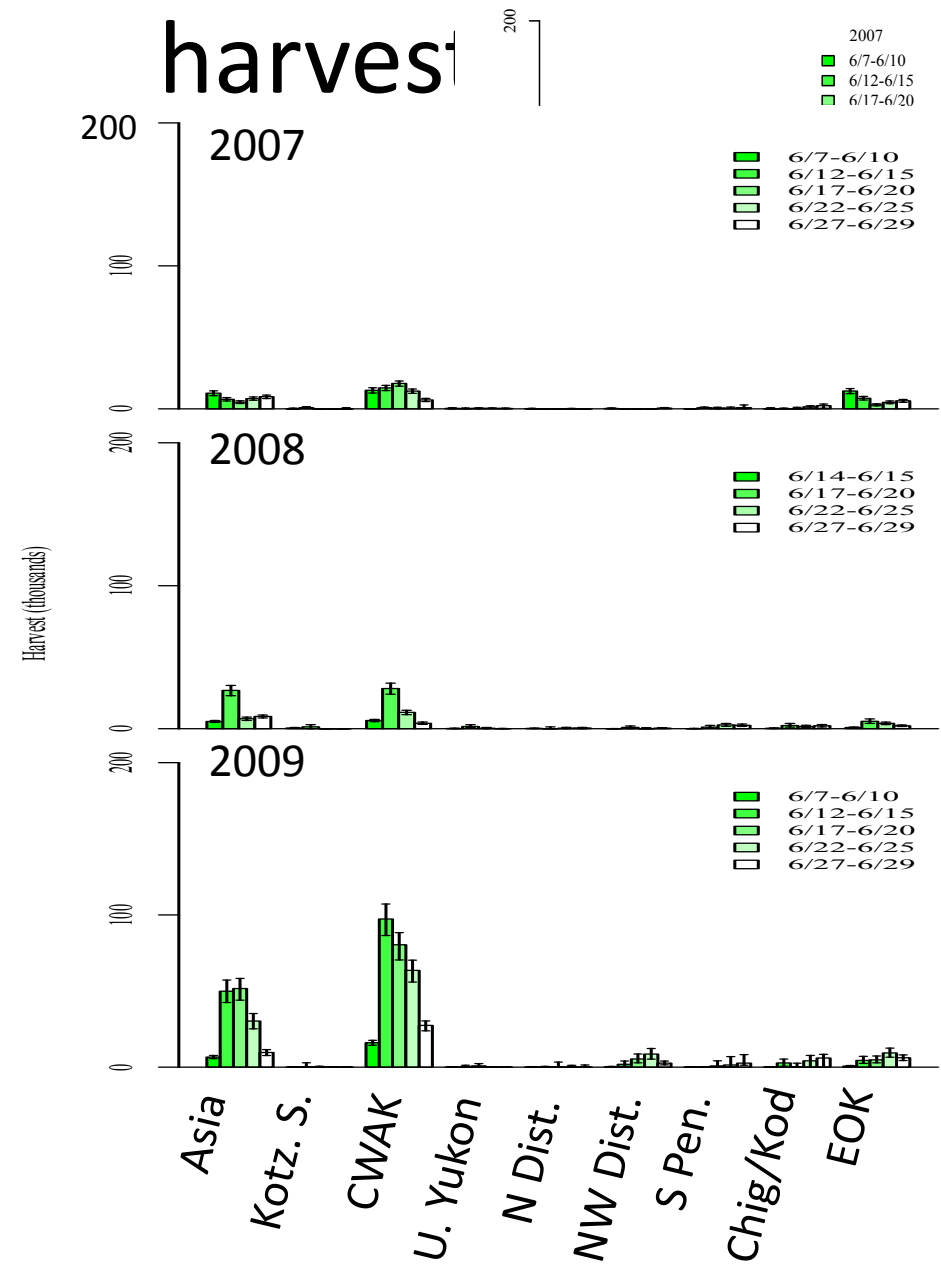 harvest
200
2007
6/7-6/10
6/12-6/15
6/17-6/20
200
2007
6/7-6/10
6/12-6/15
6/17-6/20
6/22-6/25
6/27-6/29
100
0
200
2008
6/14-6/15
6/17-6/20
6/22-6/25
6/27-6/29
100
0
Harvest (thousands)
200
2009
6/7-6/10
6/12-6/15
6/17-6/20
6/22-6/25
6/27-6/29
100
0
Asia
Kotz. S.
CWAK
U. Yukon
N Dist.
NW Dist.
S Pen.
Chig/Kod
EOK